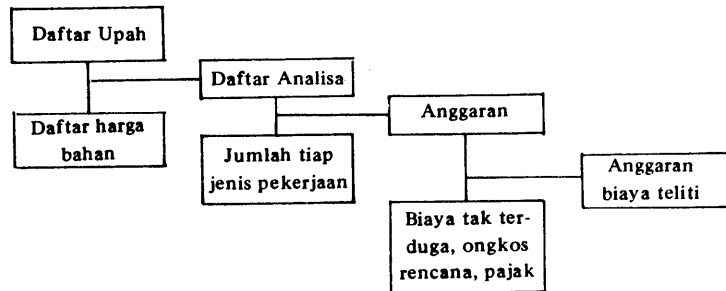 Daftar Upah
Daftar harga
bahan
Daftar Analisa
Jumlah tiap
jenis pekerjaan
Anggaran
Biaya tak ter-
duga, ongkos
rencana, pajak
Anggaran
biaya teliti